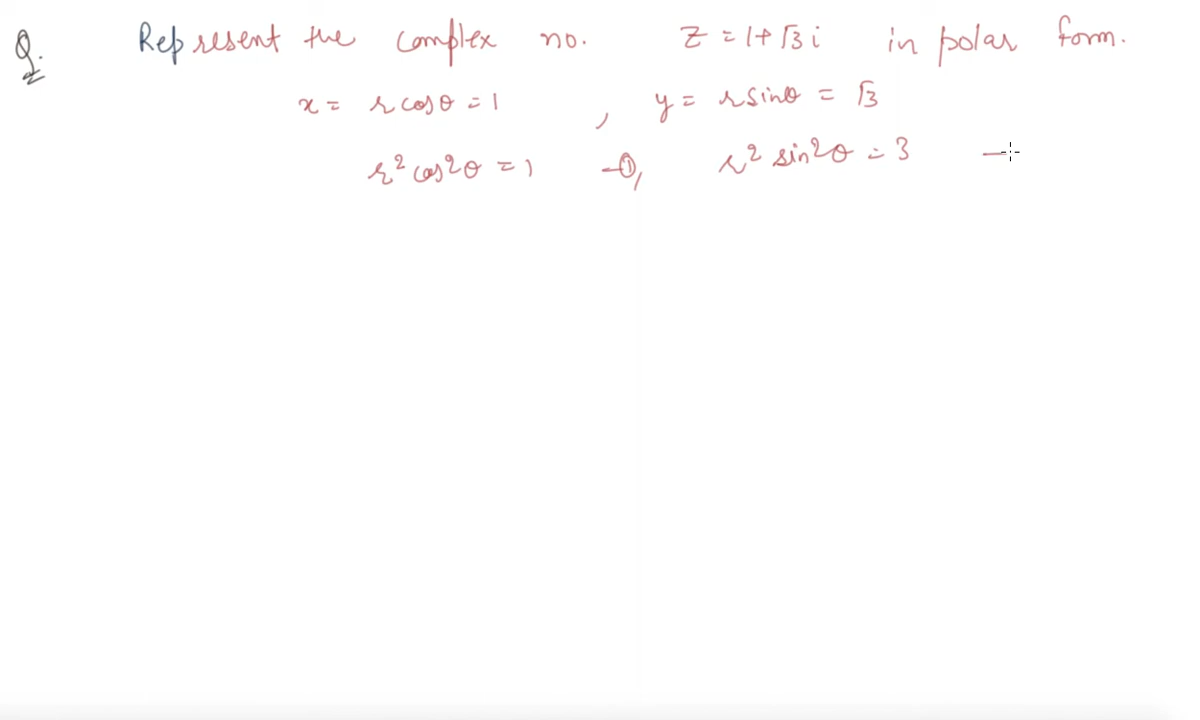 Q. Represent the complex no. z = 1 + √3 i in polar form.
x = r cosθ = 1 , y = r sinθ = √3
r² cos²θ = 1 —①, r² sin²θ = 3 —